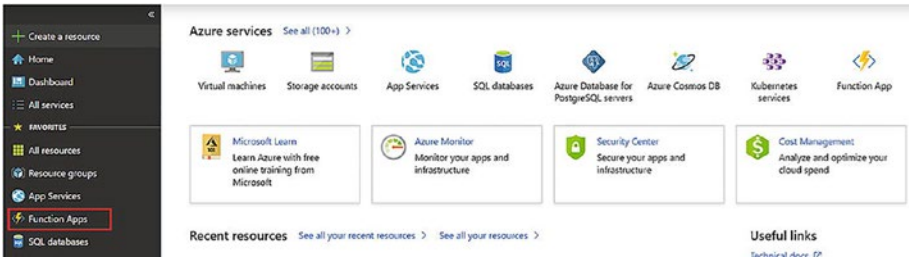 «
Create a resource
Home
Dashboard
All services
FAVORITES
All resources
Resource groups
App Services
Function Apps
SQL databases
Azure services See all (100+) >
Virtual machines
Storage accounts
App Services
SQL
SQL databases
Azure Database for
PostgreSQL servers
Azure Cosmos DB
Kubernetes
services
Function App
Microsoft Learn
Learn Azure with free
online training from
Microsoft
Azure Monitor
Monitor your apps and
infrastructure
Security Center
Secure your apps and
infrastructure
Cost Management
Analyze and optimize your
cloud spend
Recent resources See all your recent resources > See all your resources >
Useful links
Technical docs